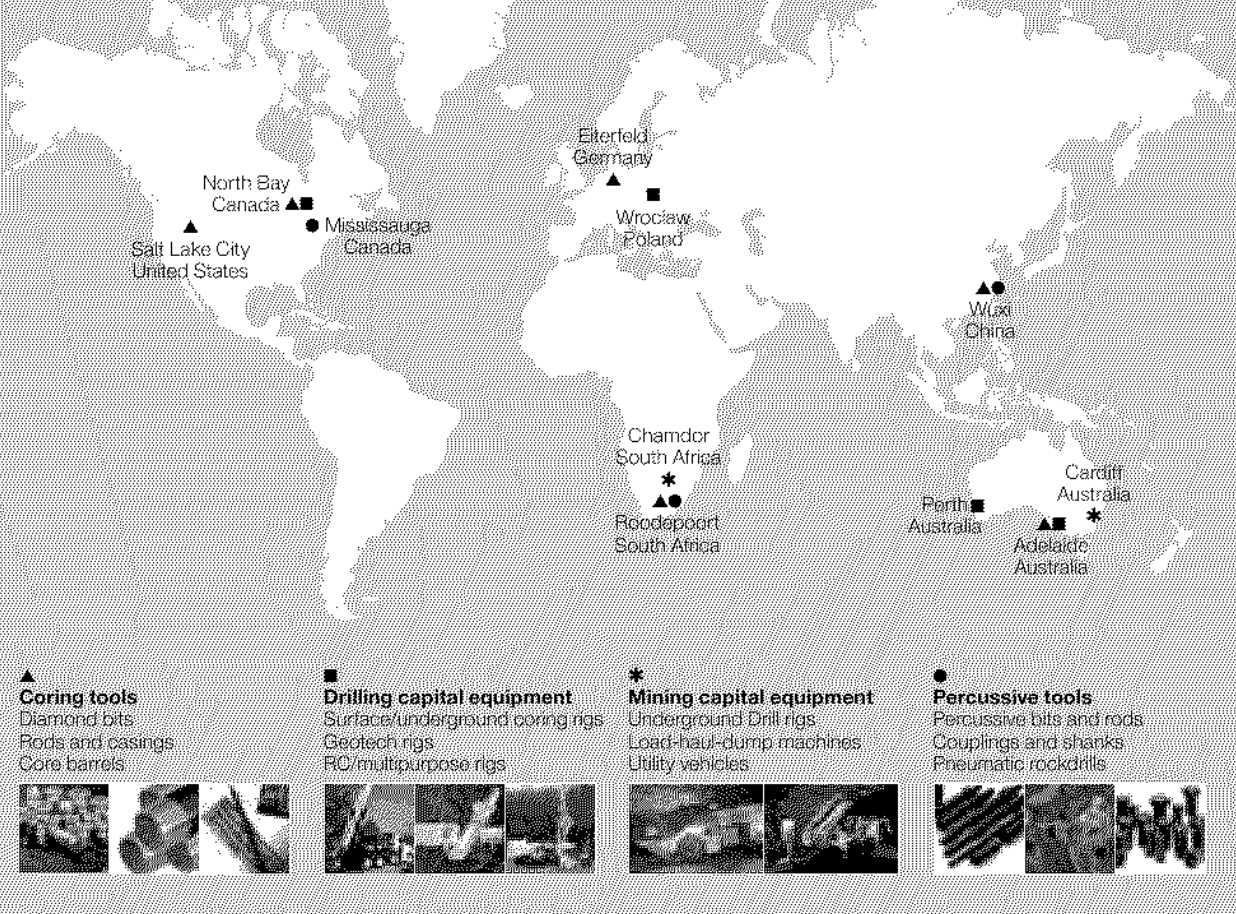 Eiterfeld
Germany
North Bay
Canada
Wroclaw
Poland
Mississauga
Canada
Salt Lake City
United States
Wuxi
China
Chamdor
South Africa
Cardiff
Australia
Perth
Australia
Roodepoort
South Africa
Adelaide
Australia
Coring tools
Diamond bits
Rods and casings
Core barrels
Drilling capital equipment
Surface/underground coring rigs
Geotech rigs
RC/multipurpose rigs
Mining capital equipment
Underground Drill rigs
Load-haul-dump machines
Utility vehicles
Percussive tools
Percussive bits and rods
Couplings and shanks
Pneumatic rockdrills